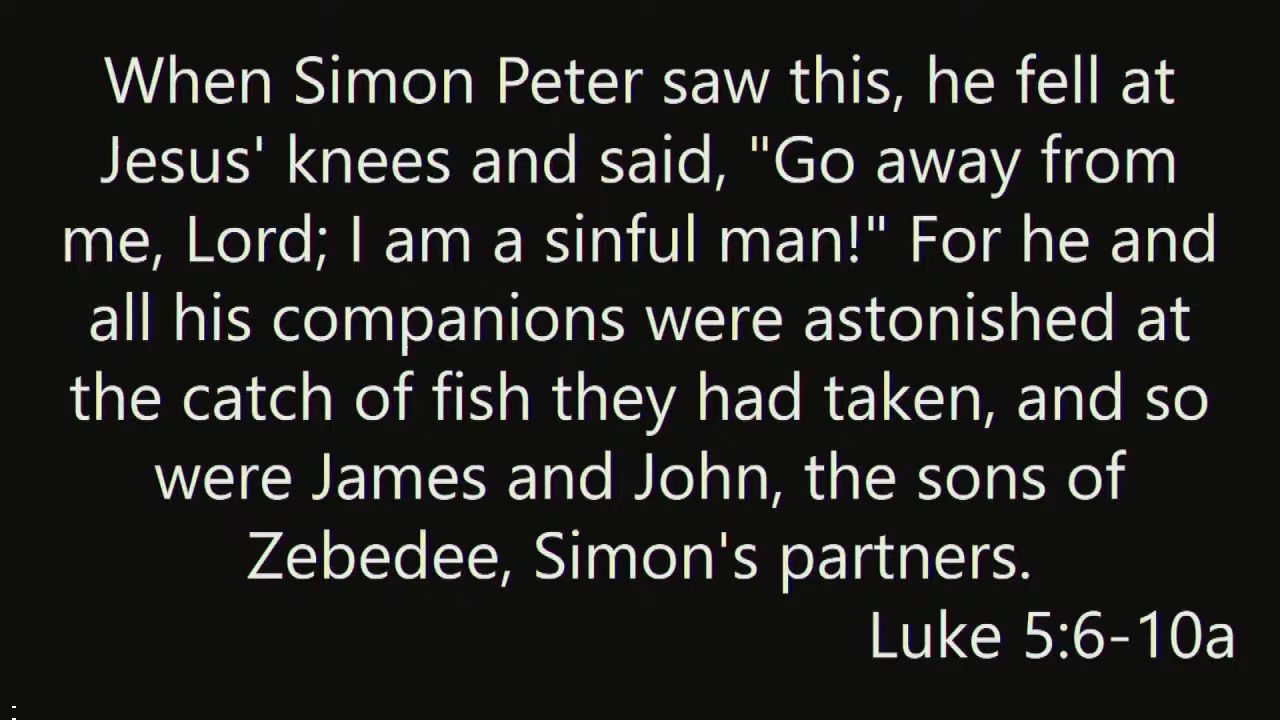 When Simon Peter saw this, he fell at
Jesus' knees and said, "Go away from
me, Lord; I am a sinful man!" For he and
all his companions were astonished at
the catch of fish they had taken, and so
were James and John, the sons of
Zebedee, Simon's partners.
Luke 5:6-10a